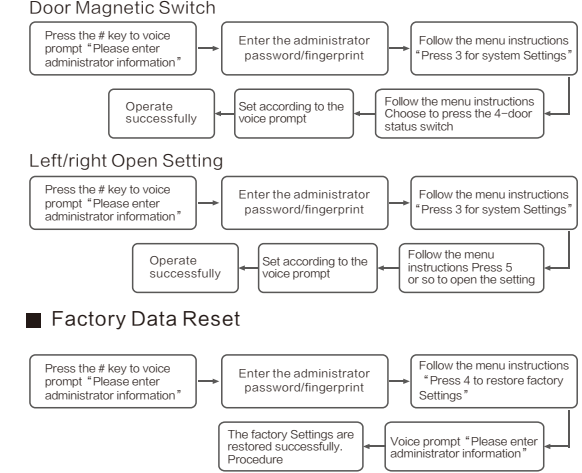 Door Magnetic Switch
Press the # key to voice
prompt “Please enter
administrator information”
Enter the administrator
password/fingerprint
Follow the menu instructions
“Press 3 for system Settings”
Follow the menu instructions
Choose to press the 4-door
status switch
Set according to the
voice prompt
Operate
successfully
Left/right Open Setting
Press the # key to voice
prompt “Please enter
administrator information”
Enter the administrator
password/fingerprint
Follow the menu instructions
“Press 3 for system Settings”
Follow the menu
instructions Press 5
or so to open the setting
Set according to the
voice prompt
Operate
successfully
Factory Data Reset
Press the # key to voice
prompt “Please enter
administrator information”
Enter the administrator
password/fingerprint
Follow the menu instructions
“Press 4 to restore factory
Settings”
Voice prompt “Please enter
administrator information”
The factory Settings are
restored successfully.
Procedure